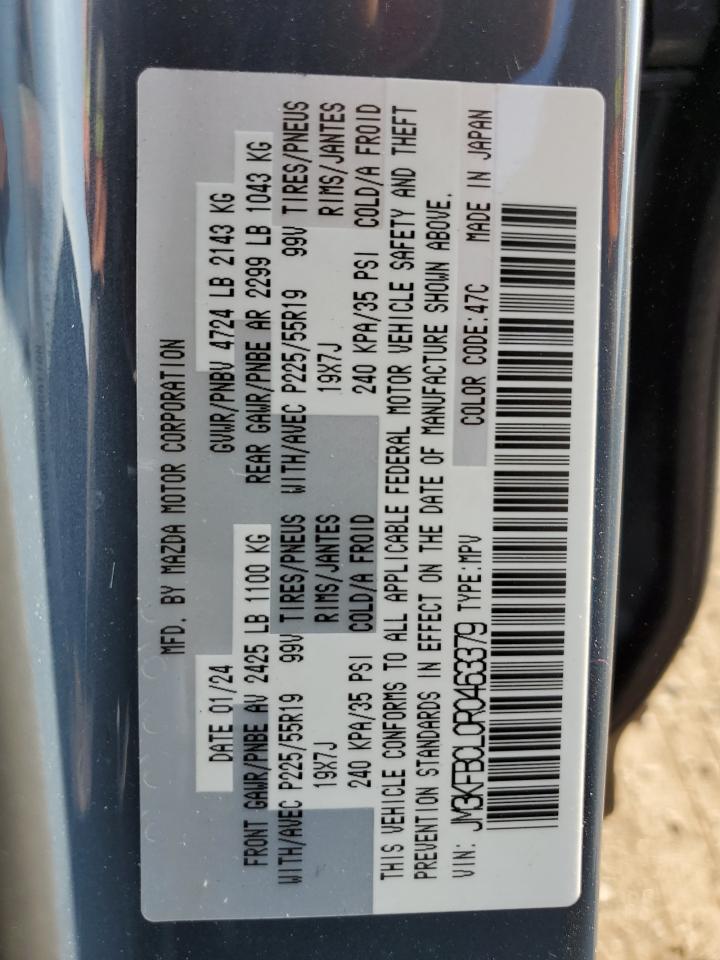 MFD. BY MAZDA MOTOR CORPORATION
DATE 01/24 GVWR/PNBV 4724 LB 2143 KG
FRONT GAWR/PNBE AV 2425 LB 1100 KG REAR GAWR/PNBE AR 2299 LB 1043 KG
WITH/AVEC P225/55R19 99V TIRES/PNEUS WITH/AVEC P225/55R19 99V TIRES/PNEUS
19X7J RIMS/JANTES 19X7J RIMS/JANTES
240 KPA/35 PSI COLD/A FROID 240 KPA/35 PSI COLD/A FROID
THIS VEHICLE CONFORMS TO ALL APPLICABLE FEDERAL MOTOR VEHICLE SAFETY AND THEFT
PREVENTION STANDARDS IN EFFECT ON THE DATE OF MANUFACTURE SHOWN ABOVE.
VIN: JM3KFBCL0R0463379 TYPE:MPV COLOR CODE:47C MADE IN JAPAN